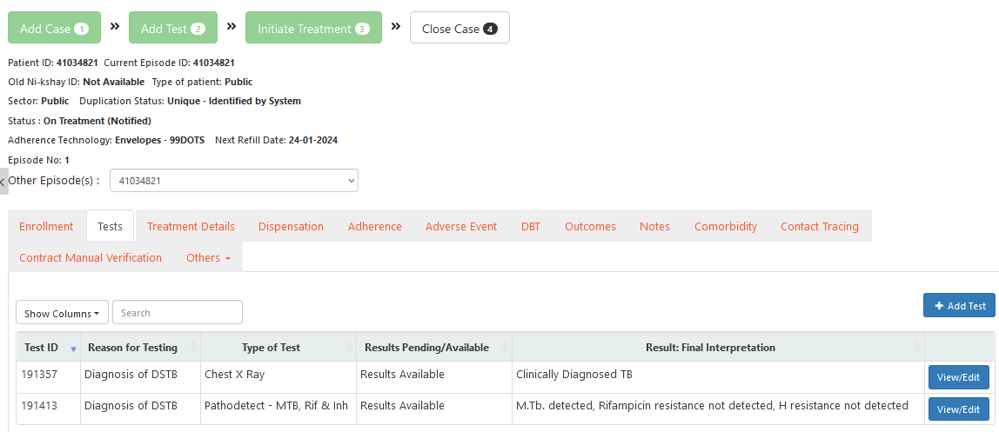 Add Case 1 » Add Test 2 » Initiate Treatment 3 » Close Case 4
Patient ID: 41034821 Current Episode ID: 41034821
Old Ni-kshay ID: Not Available Type of patient: Public
Sector: Public Duplication Status: Unique - Identified by System
Status : On Treatment (Notified)
Adherence Technology: Envelopes - 99DOTS Next Refill Date: 24-01-2024
Episode No: 1
Other Episode(s) : 41034821
Enrollment Tests Treatment Details Dispensation Adherence Adverse Event DBT Outcomes Notes Comorbidity Contact Tracing
Contract Manual Verification Others
Show Columns Search + Add Test
Test ID Reason for Testing Type of Test Results Pending/Available Result: Final Interpretation
191357 Diagnosis of DSTB Chest X Ray Results Available Clinically Diagnosed TB View/Edit
191413 Diagnosis of DSTB Pathodetect - MTB, Rif & Inh Results Available M.Tb. detected, Rifampicin resistance not detected, H resistance not detected View/Edit